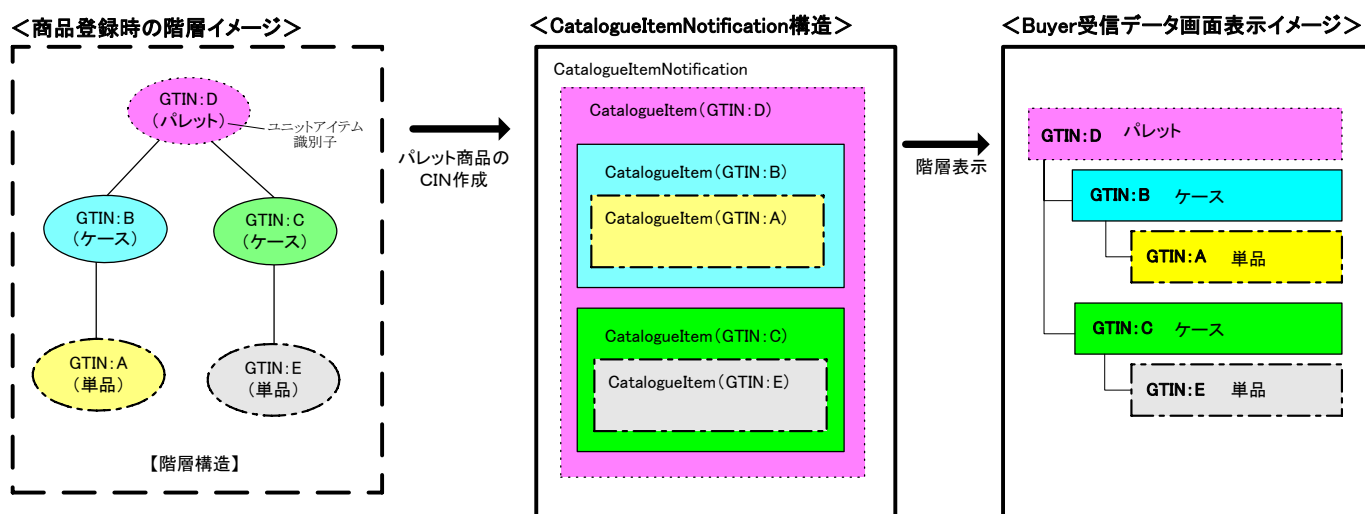 ＜商品登録時の階層イメージ＞
GTIN：D
（パレット）
ユニットアイテム
識別子
GTIN：B
（ケース）
GTIN：C
（ケース）
GTIN：A
（単品）
GTIN：E
（単品）
【階層構造】
パレット商品の
CIN作成
＜CatalogueItemNotification構造＞
CatalogueItemNotification
CatalogueItem（GTIN：D）
CatalogueItem（GTIN：B）
CatalogueItem（GTIN：A）
CatalogueItem（GTIN：C）
CatalogueItem（GTIN：E）
階層表示
＜Buyer受信データ画面表示イメージ＞
GTIN：D パレット
GTIN：B ケース
GTIN：A 単品
GTIN：C ケース
GTIN：E 単品